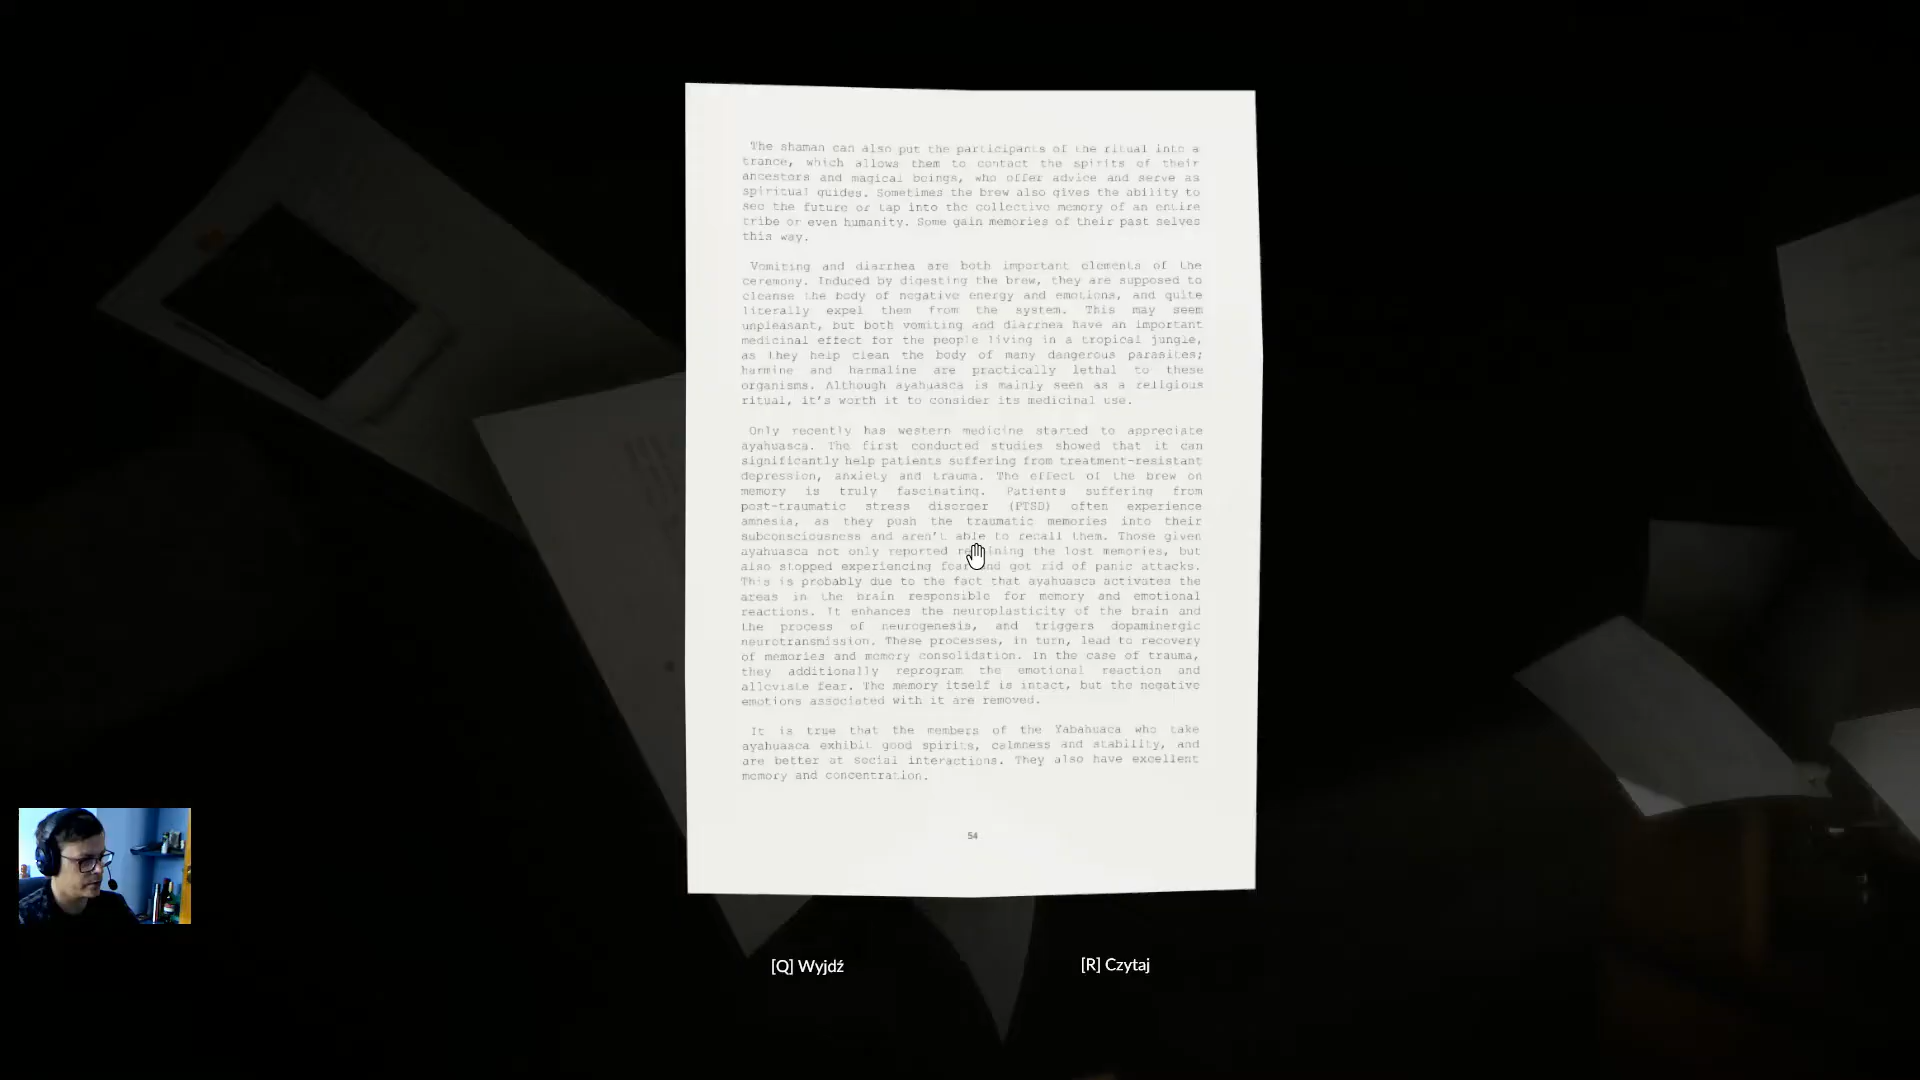 The shaman can also put the participants of the ritual into a
trance, which allows them to contact the spirits of their
ancestors and magical beings, who offer advice and serve as
spiritual guides. Sometimes the brew also gives the ability to
see the future or tap into the collective memory of an entire
tribe or even humanity. Some gain memories of their past selves
this way.
Vomiting and diarrhea are both important elements of the
ceremony. Induced by digesting the brew, they are supposed to
cleanse the body of negative energy and emotions, and quite
literally expel them from the system. This may seem
unpleasant, but both vomiting and diarrhea have an important
medicinal effect for the people living in a tropical jungle,
as they help clean the body of many dangerous parasites;
harmine and harmaline are practically lethal to these
organisms. Although ayahuasca is mainly seen as a religious
ritual, it's worth it to consider its medicinal use.
Only recently has western medicine started to appreciate
ayahuasca. The first conducted studies showed that it can
significantly help patients suffering from treatment-resistant
depression, anxiety and trauma. The effect of the brew on
memory is truly fascinating. Patients suffering from
post-traumatic stress disorder (PTSD) often experience
amnesia, as they push the traumatic memories into their
subconsciousness and aren't able to recall them. Those given
ayahuasca not only reported the lost memories, but
also stopped experiencing fear and got rid of panic attacks.
This is probably due to the fact that ayahuasca activates the
areas in the brain responsible for memory and emotional
reactions. It enhances the neuroplasticity of the brain and
the process of neurogenesis, and triggers dopaminergic
neurotransmission. These processes, in turn, lead to recovery
of memories and memory consolidation. In the case of trauma,
they additionally reprogram the emotional reaction and
alleviate fear. The memory itself is intact, but the negative
emotions associated with it are removed.
It is true that the members of the Yabahuaca who take
ayahuasca exhibit good spirits, calmness and stability, and
are better at social interactions. They also have excellent
memory and concentration.
54
[Q] Wyjdź
[R] Czytaj